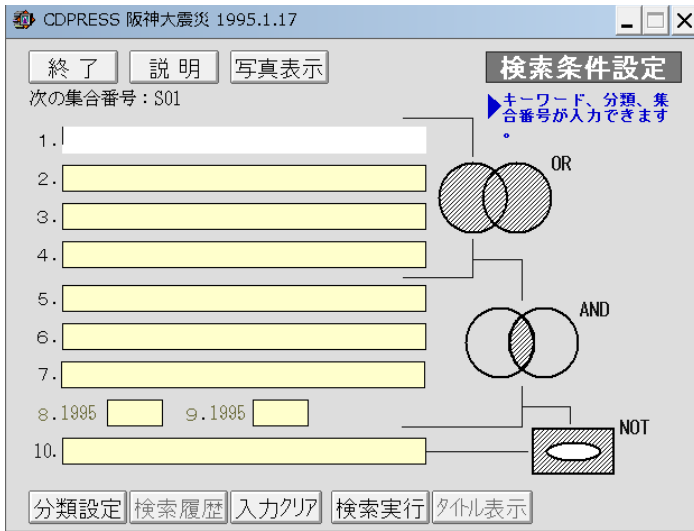 CDPRESS 阪神大震災 1995.1.17
終 了 説 明 写真表示
検索条件設定
次の集合番号：S01
キーワード、分類、集
合番号が入力できます
。
1.
OR
2.
3.
4.
5.
AND
6.
7.
8.1995 9.1995
NOT
10.
分類設定 検索履歴 入力クリア 検索実行 タイトル表示